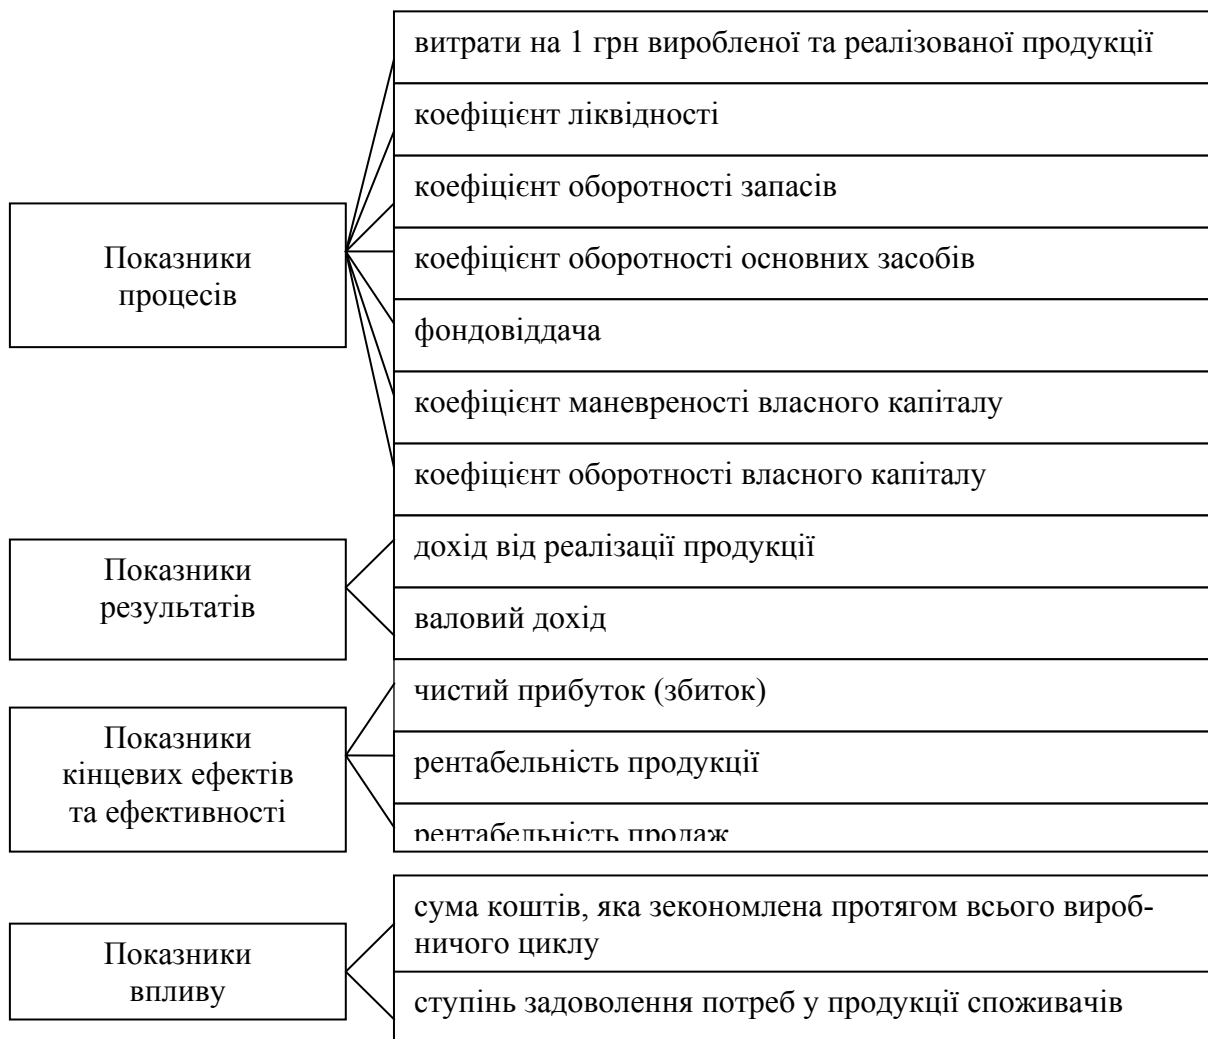 витрати на 1 грн виробленої та реалізованої продукції
коефіцієнт ліквідності
коефіцієнт оборотності запасів
Показники
процесів
коефіцієнт оборотності основних засобів
фондовіддача
коефіцієнт маневреності власного капіталу
коефіцієнт оборотності власного капіталу
Показники
результатів
дохід від реалізації продукції
валовий дохід
Показники
кінцевих ефектів
та ефективності
чистий прибуток (збиток)
рентабельність продукції
рентабельність продаж
Показники
впливу
сума коштів, яка зекономлена протягом всього вироб-
ничого циклу
ступінь задоволення потреб у продукції споживачів